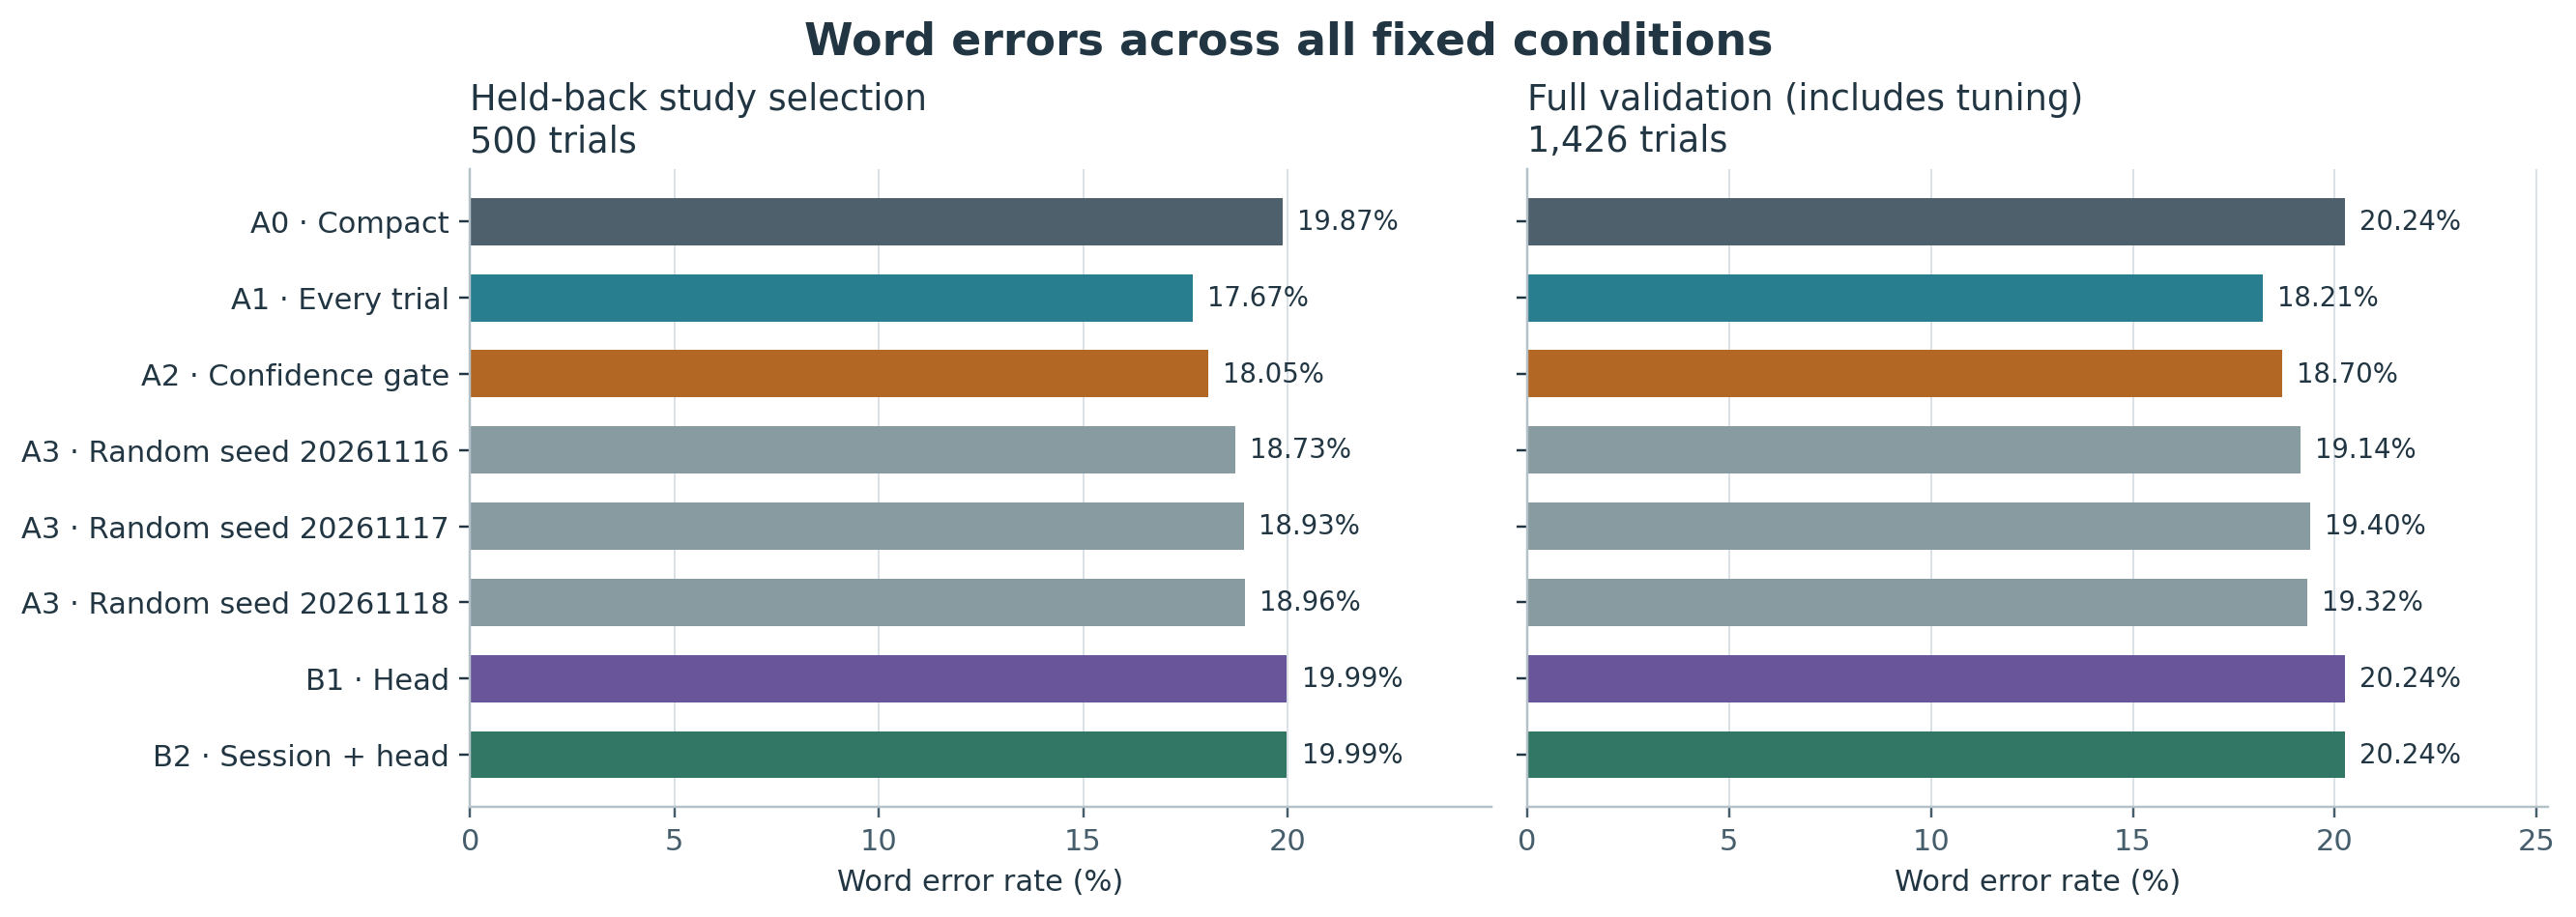 Word errors across all fixed conditions
Held-back study selection
500 trials
A0 · Compact
A1 · Every trial
A2 · Confidence gate
A3 · Random seed 20261116
A3 · Random seed 20261117
A3 · Random seed 20261118
B1 · Head
B2 · Session + head
19.87%
17.67%
18.05%
18.73%
18.93%
18.96%
19.99%
19.99%
0 5 10 15 20
Word error rate (%)
Full validation (includes tuning)
1,426 trials
20.24%
18.21%
18.70%
19.14%
19.40%
19.32%
20.24%
20.24%
0 5 10 15 20 25
Word error rate (%)